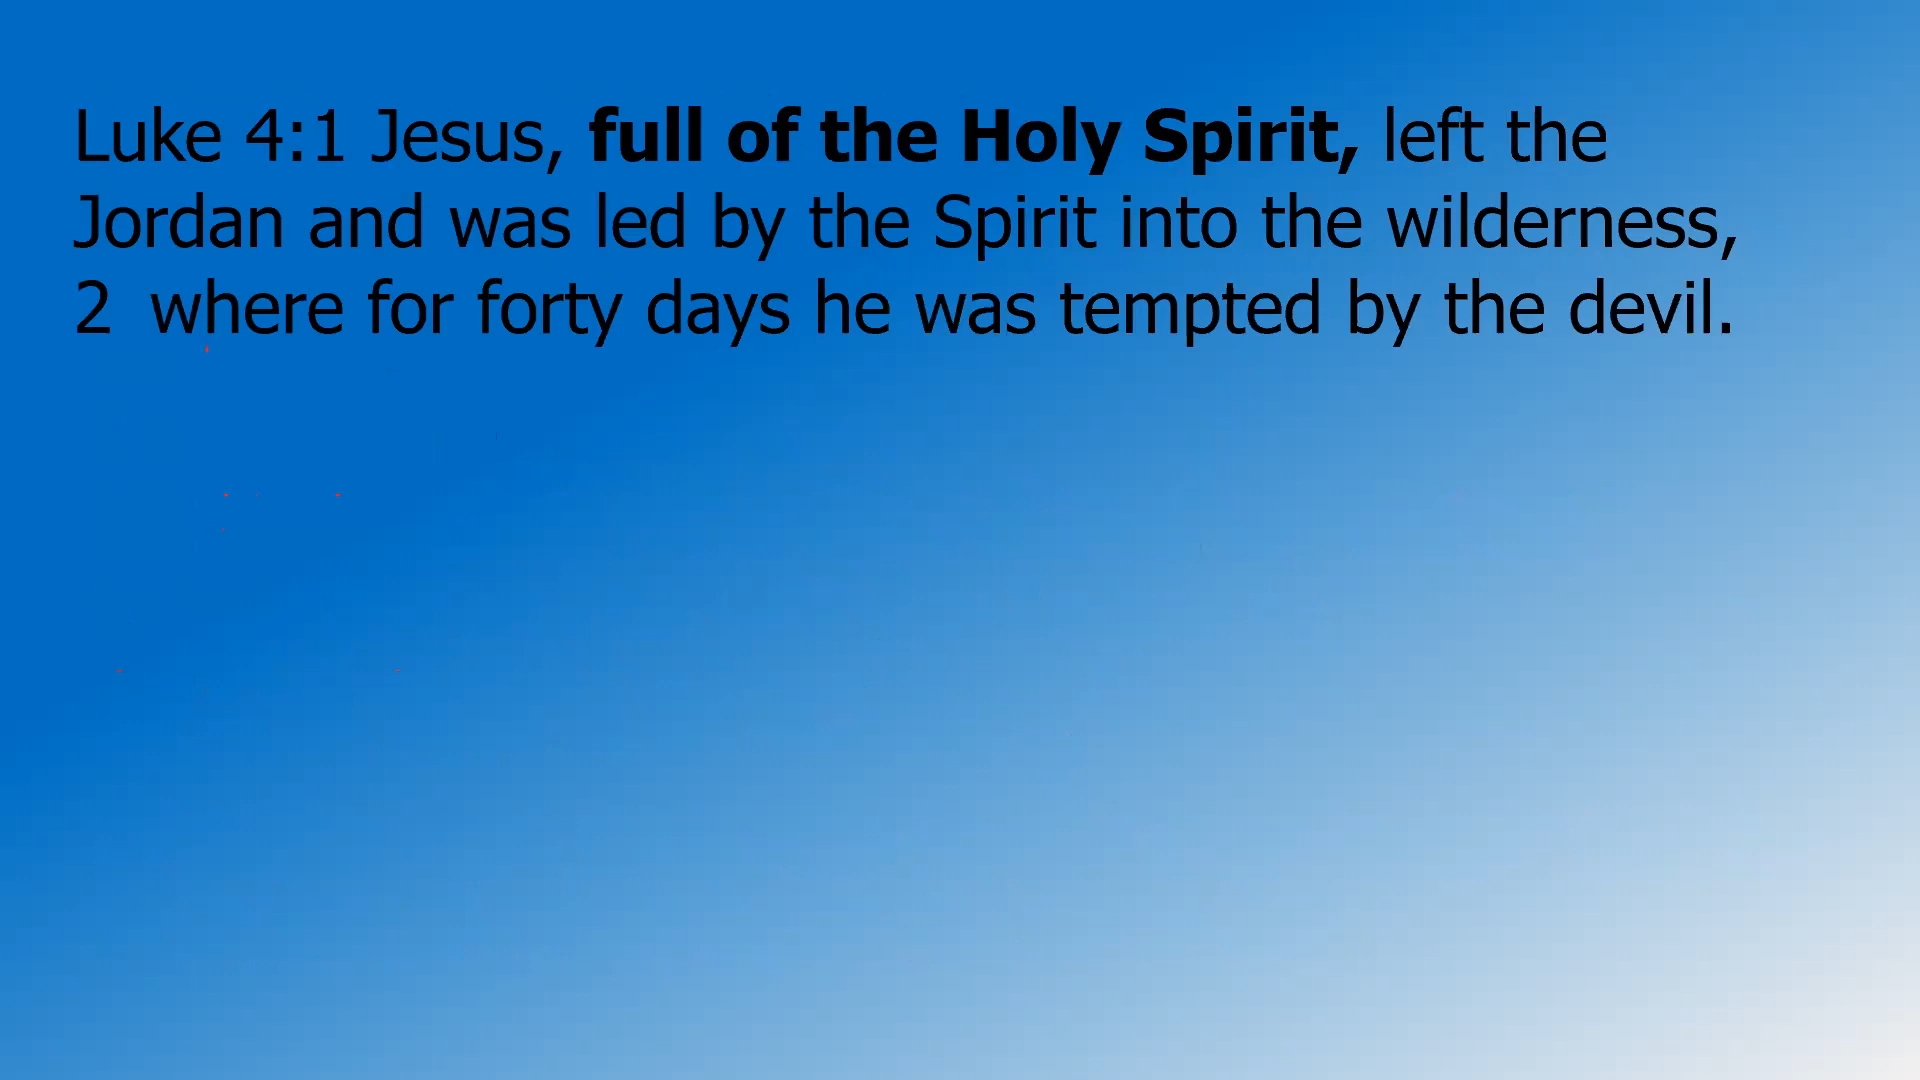 Luke 4:1 Jesus, full of the Holy Spirit, left the
Jordan and was led by the Spirit into the wilderness,
2 where for forty days he was tempted by the devil.